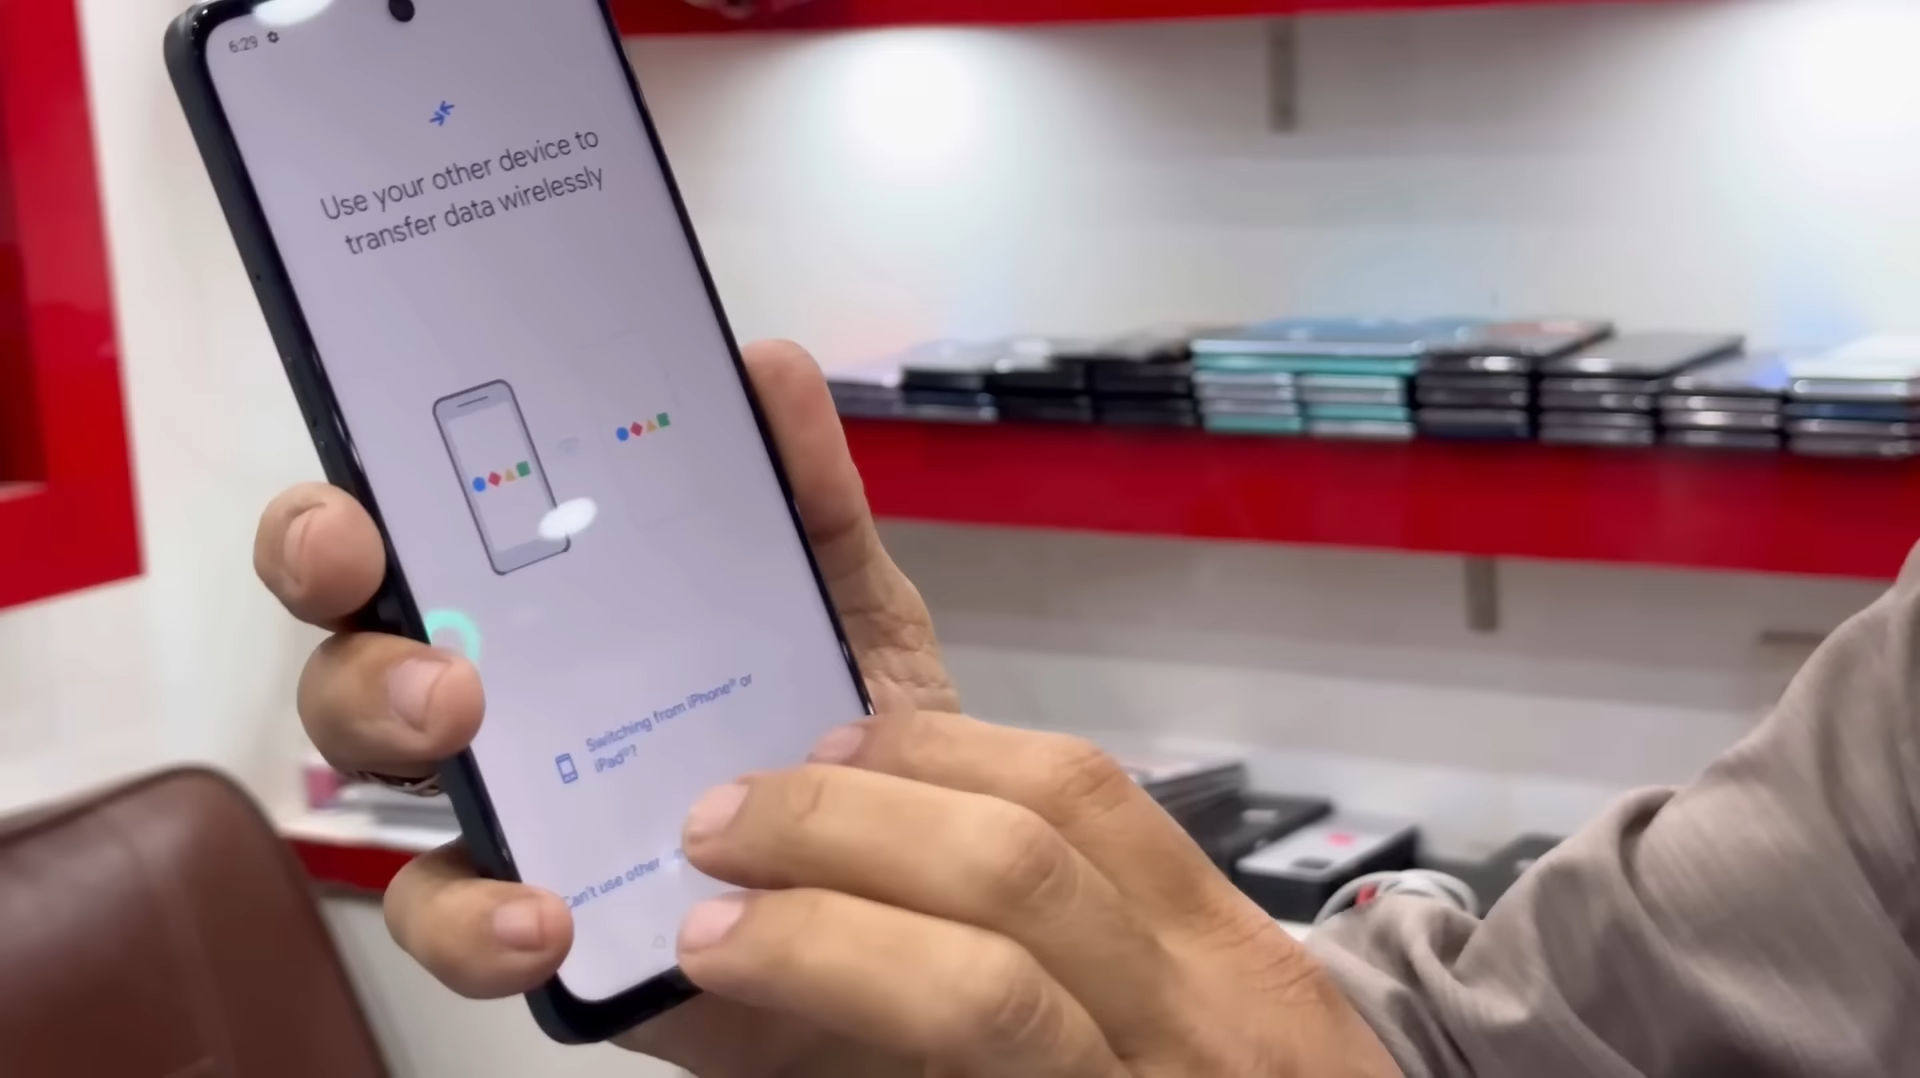 6:29
Use your other device to
transfer data wirelessly
Switching from iPhone® or
iPad®?
Can't use other